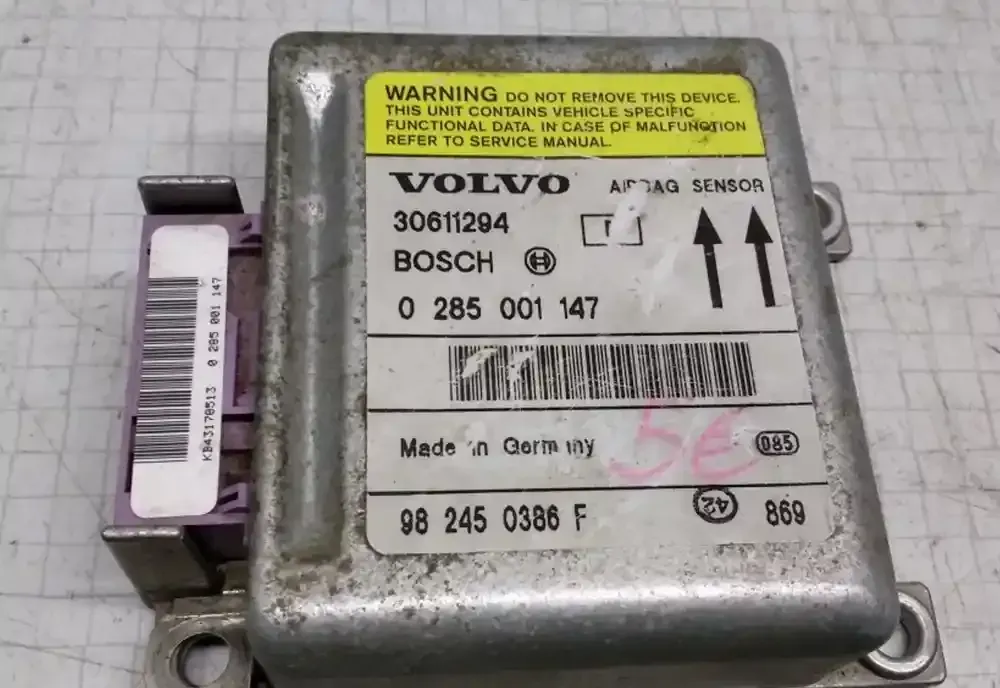 WARNING DO NOT REMOVE THIS DEVICE.
THIS UNIT CONTAINS VEHICLE SPECIFIC
FUNCTIONAL DATA. IN CASE OF MALFUNCTION
REFER TO SERVICE MANUAL.
VOLVO AIRBAG SENSOR
30611294
BOSCH
0 285 001 147
Made in Germany
5€
085
98 245 0386 F
42
869
KB43170513 0 285 001 147